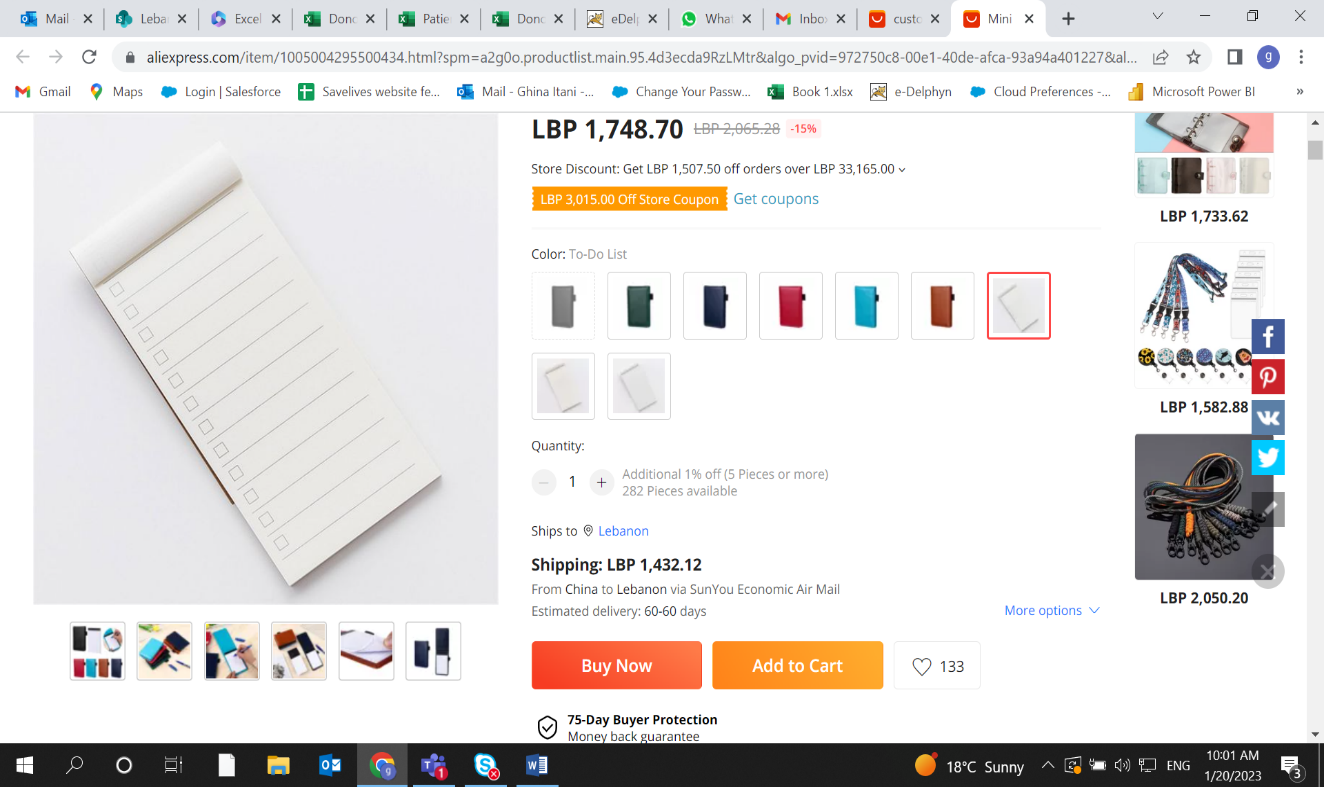 Mail
Leba
Excel
Donc
Patie
Donc
eDelp
What
Inbo
custo
Mini
aliexpress.com/item/1005004295500434.html?spm=a2g0o.productlist.main.95.4d3ecda9RzLMtr&algo_pvid=972750c8-00e1-40de-afca-93a94a401227&al...
g
Gmail
Maps
Login | Salesforce
Savelives website fe...
Mail - Ghina Itani -...
Change Your Passw...
Book 1.xlsx
e-Delphyn
Cloud Preferences -...
Microsoft Power BI
»
LBP 1,748.70 LBP 2,065.28 -15%
Store Discount: Get LBP 1,507.50 off orders over LBP 33,165.00
LBP 3,015.00 Off Store Coupon Get coupons
Color: To-Do List
Quantity:
1
Additional 1% off (5 Pieces or more)
282 Pieces available
Ships to Lebanon
Shipping: LBP 1,432.12
From China to Lebanon via SunYou Economic Air Mail
Estimated delivery: 60-60 days
More options
Buy Now
Add to Cart
133
75-Day Buyer Protection
Money back guarantee
LBP 1,733.62
LBP 1,582.88
LBP 2,050.20
18°C Sunny
ENG
10:01 AM
1/20/2023
3
1